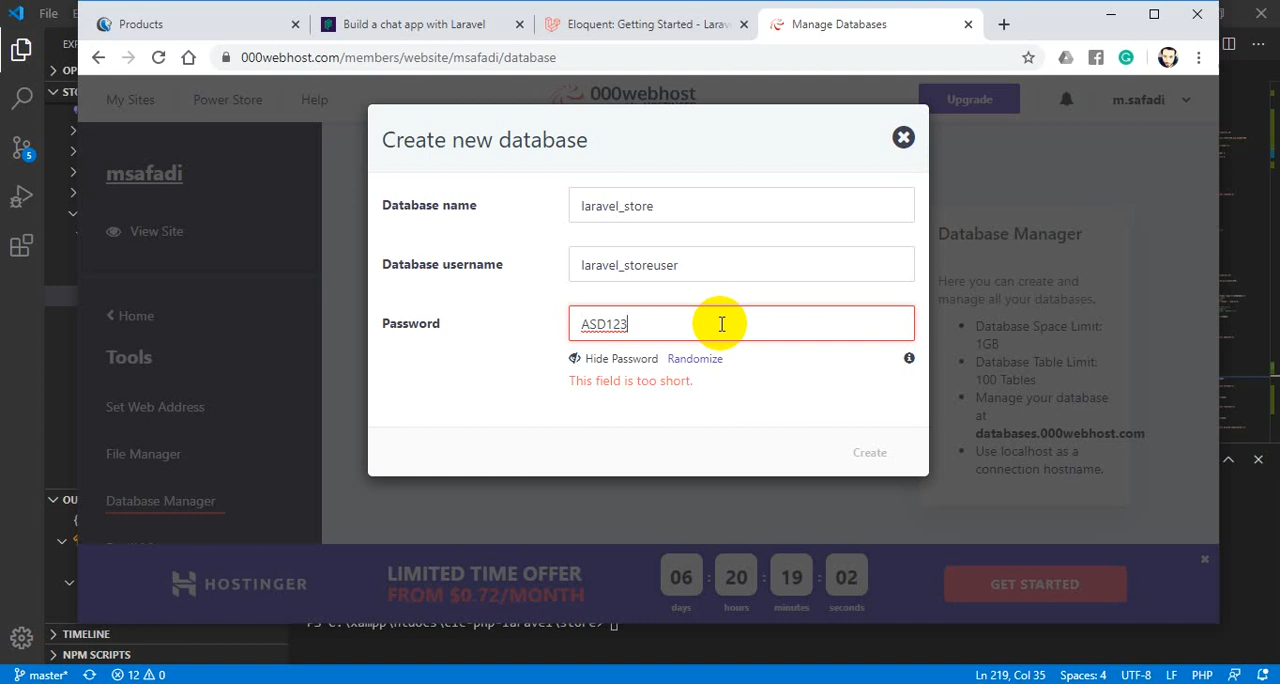 File
Products
Build a chat app with Laravel
Eloquent: Getting Started - Larav
Manage Databases
000webhost.com/members/website/msafadi/database
My Sites
Power Store
Help
000webhost
Upgrade
m.safadi
Create new database
msafadi
View Site
Home
Tools
Set Web Address
File Manager
Database Manager
Database name
laravel_store
Database username
laravel_storeuser
Password
ASD123
Hide Password
Randomize
This field is too short.
Create
Database Manager
Here you can create and
manage all your databases.
Database Space Limit:
1GB
Database Table Limit:
100 Tables
Manage your database
at
databases.000webhost.com
Use localhost as a
connection hostname.
HOSTINGER
LIMITED TIME OFFER
FROM $0.72/MONTH
06 : 20 : 19 : 02
days hours minutes seconds
GET STARTED
TIMELINE
NPM SCRIPTS
5
master*
12 0
Ln 219, Col 35
Spaces: 4
UTF-8
LF
PHP